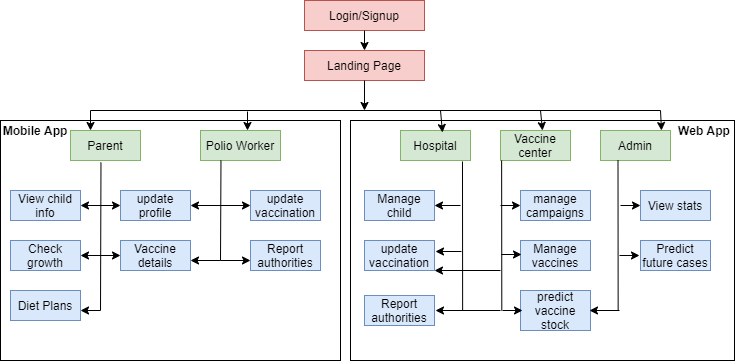 Login/Signup
Landing Page
Mobile App
Web App
Parent
Polio Worker
Hospital
Vaccine
center
Admin
View child
info
update
profile
update
vaccination
Manage
child
manage
campaigns
View stats
Check
growth
Vaccine
details
Report
authorities
update
vaccination
Manage
vaccines
Predict
future cases
Diet Plans
Report
authorities
predict
vaccine
stock